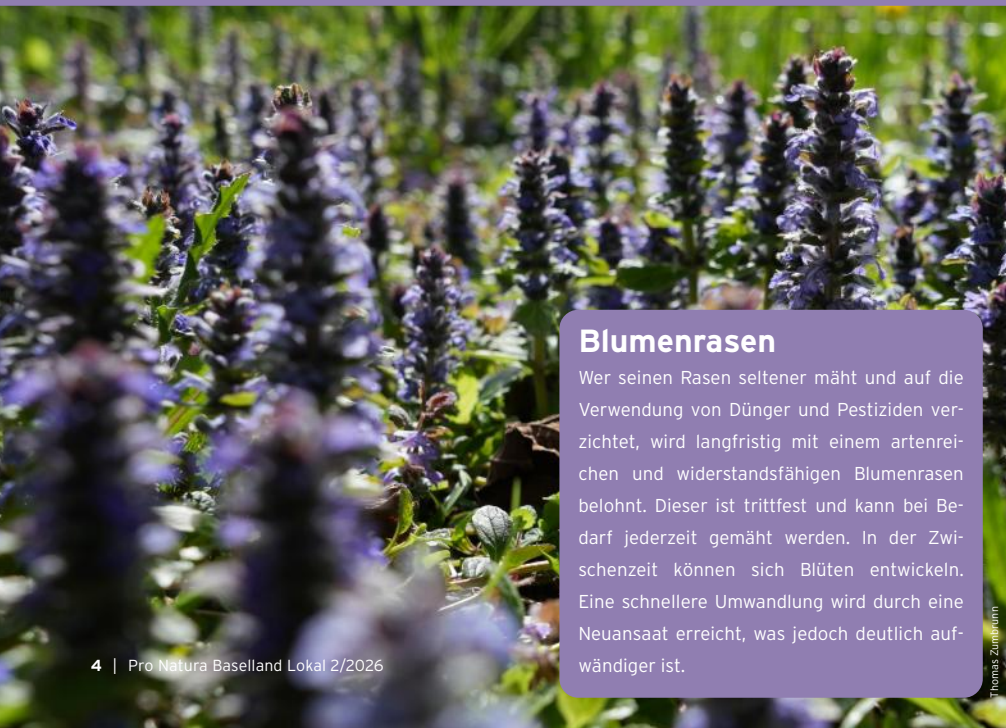 Blumenrasen
Wer seinen Rasen seltener mäht und auf die
Verwendung von Dünger und Pestiziden ver-
zichtet, wird langfristig mit einem artenrei-
chen und widerstandsfähigen Blumenrasen
belohnt. Dieser ist trittfest und kann bei Be-
darf jederzeit gemäht werden. In der Zwi-
schenzeit können sich Blüten entwickeln.
Eine schnellere Umwandlung wird durch eine
Neuansaat erreicht, was jedoch deutlich auf-
wändiger ist.
Thomas Zumbrunn
4 | Pro Natura Baselland Lokal 2/2026